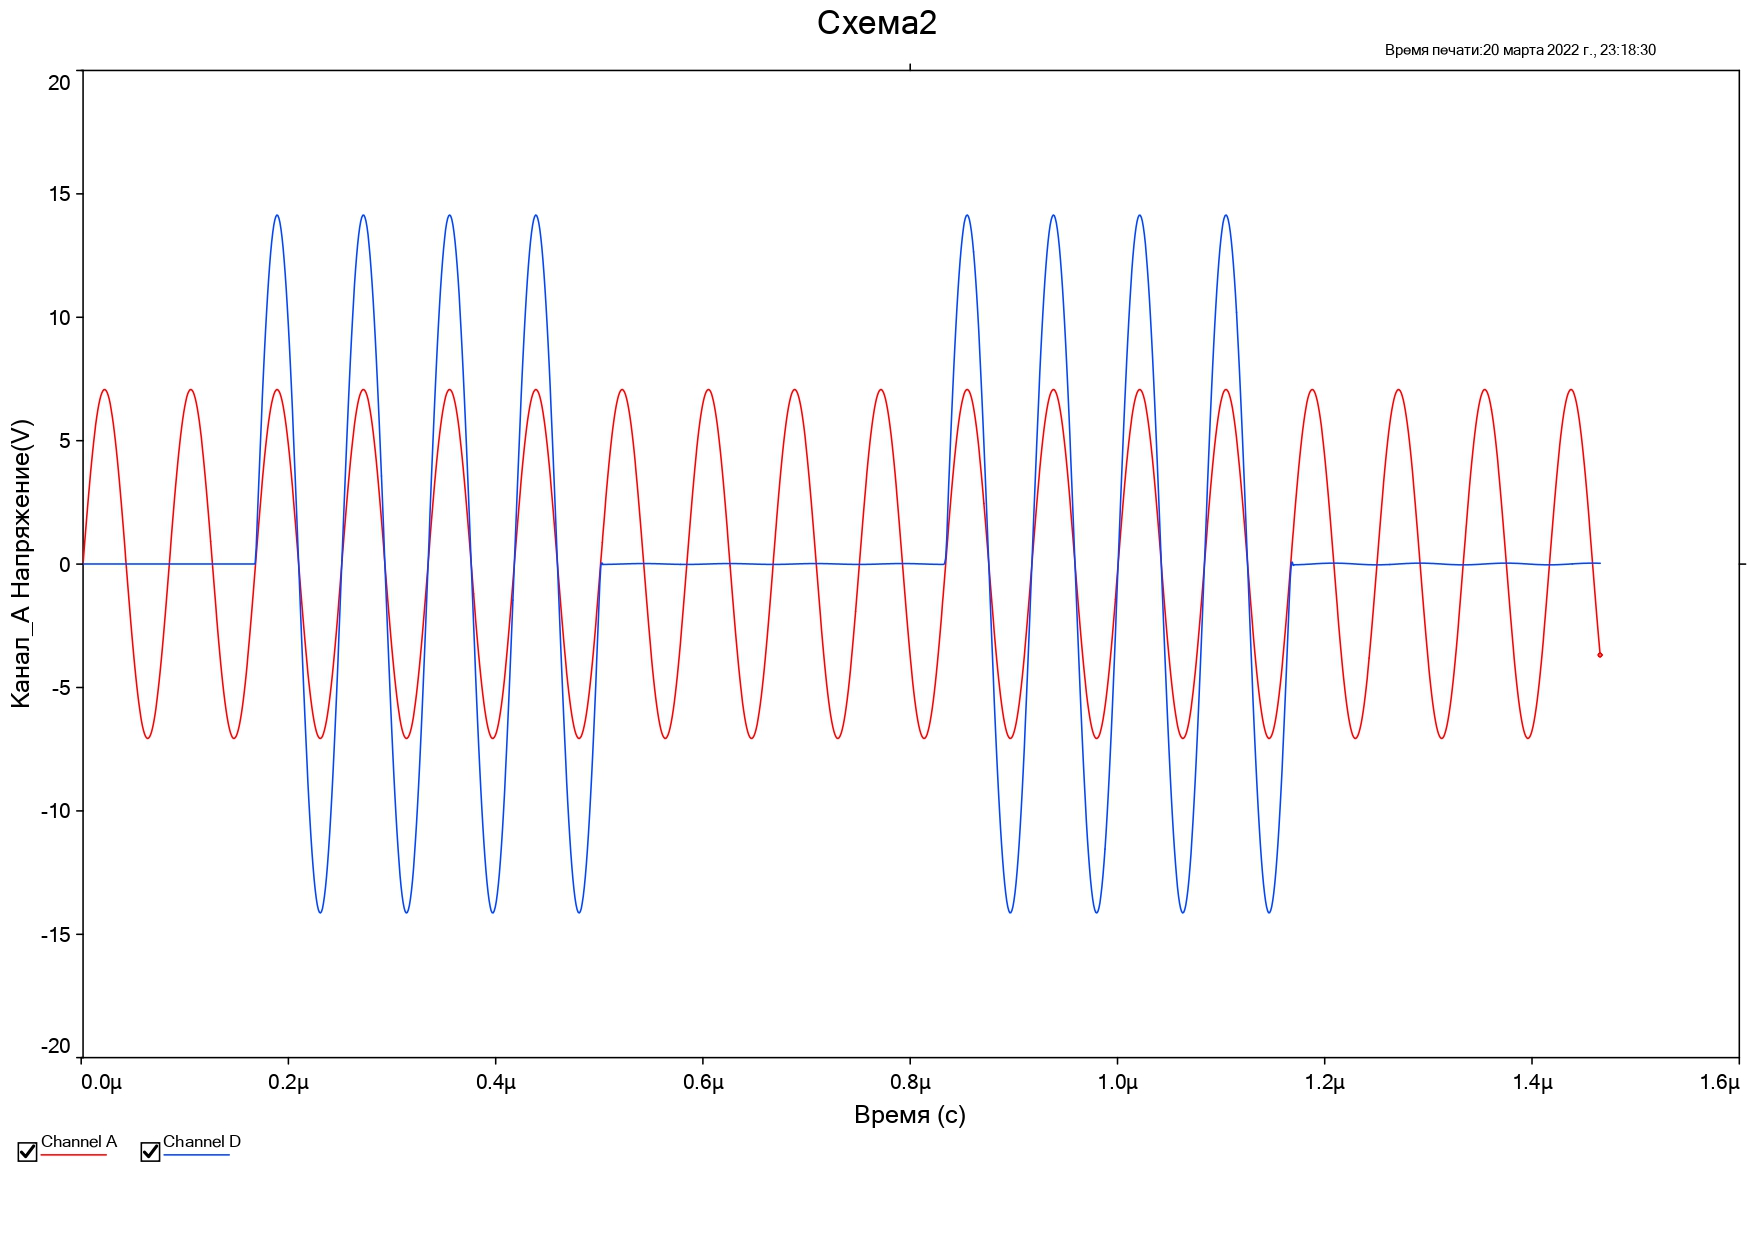 Схема2
Время печати:20 марта 2022 г., 23:18:30
20
15
10
5
0
-5
-10
-15
-20
Канал_A Напряжение(V)
0.0µ 0.2µ 0.4µ 0.6µ 0.8µ 1.0µ 1.2µ 1.4µ 1.6µ
Время (с)
Channel A Channel D